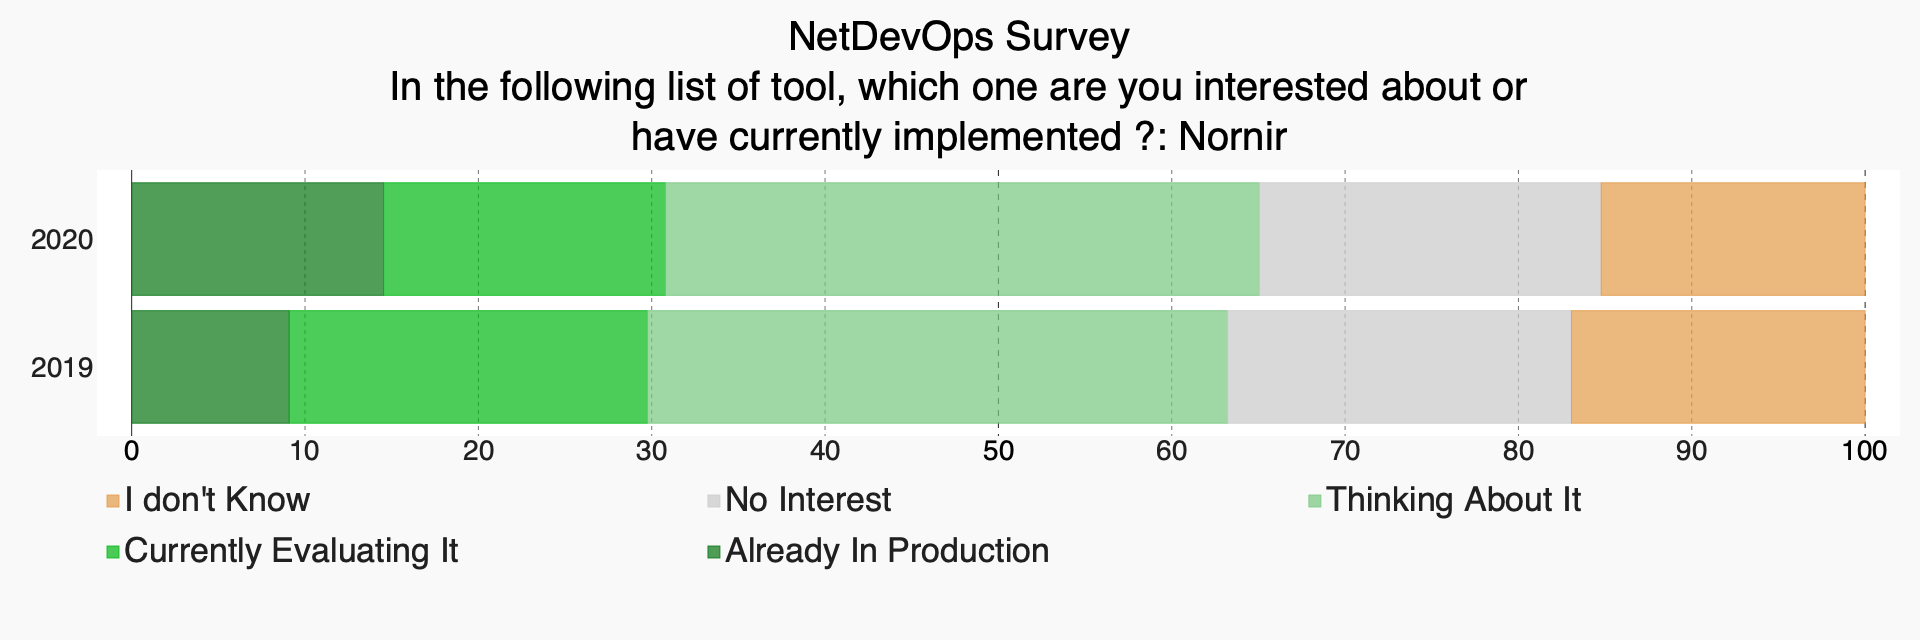 NetDevOps Survey
In the following list of tool, which one are you interested about or
have currently implemented ?: Nornir
2020
2019
0 10 20 30 40 50 60 70 80 90 100
I don't Know No Interest Thinking About It
Currently Evaluating It Already In Production